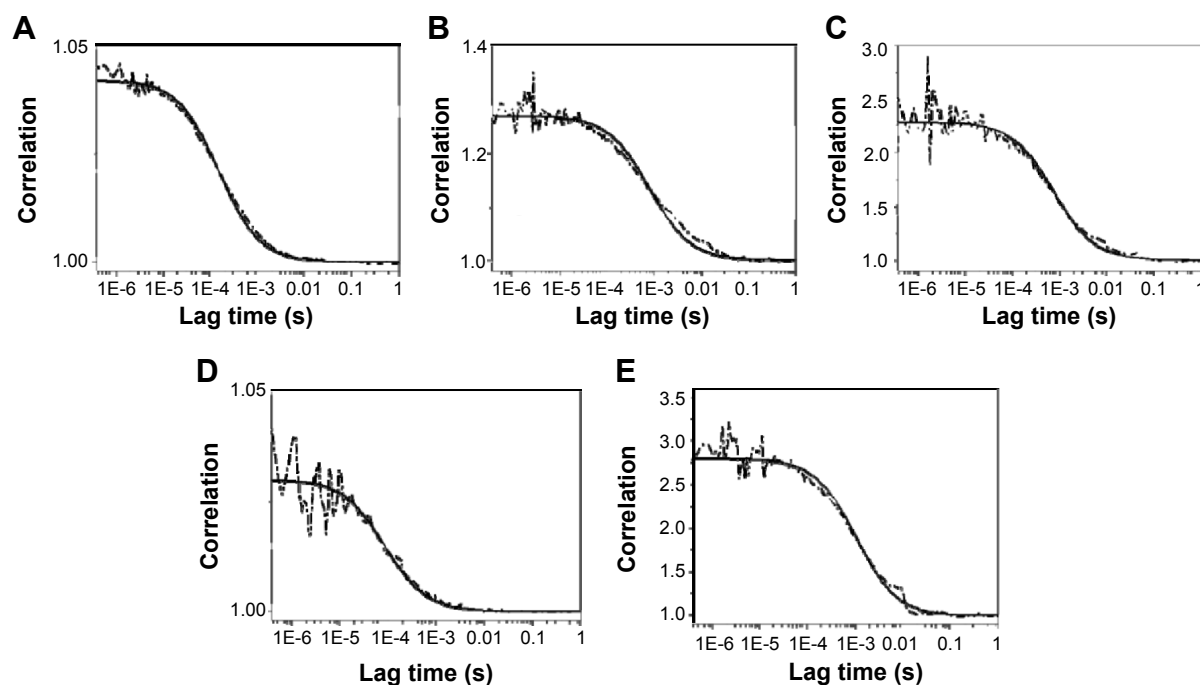 A
1.05
1.00
Correlation
1E-6 1E-5 1E-4 1E-3 0.01 0.1 1
Lag time (s)
B
1.4
1.2
1.0
Correlation
1E-6 1E-5 1E-4 1E-3 0.01 0.1 1
Lag time (s)
C
3.0
2.5
2.0
1.5
1.0
Correlation
1E-6 1E-5 1E-4 1E-3 0.01 0.1 1
Lag time (s)
D
1.05
1.00
Correlation
1E-6 1E-5 1E-4 1E-3 0.01 0.1 1
Lag time (s)
E
3.5
3.0
2.5
2.0
1.5
1.0
Correlation
1E-6 1E-5 1E-4 1E-3 0.01 0.1 1
Lag time (s)